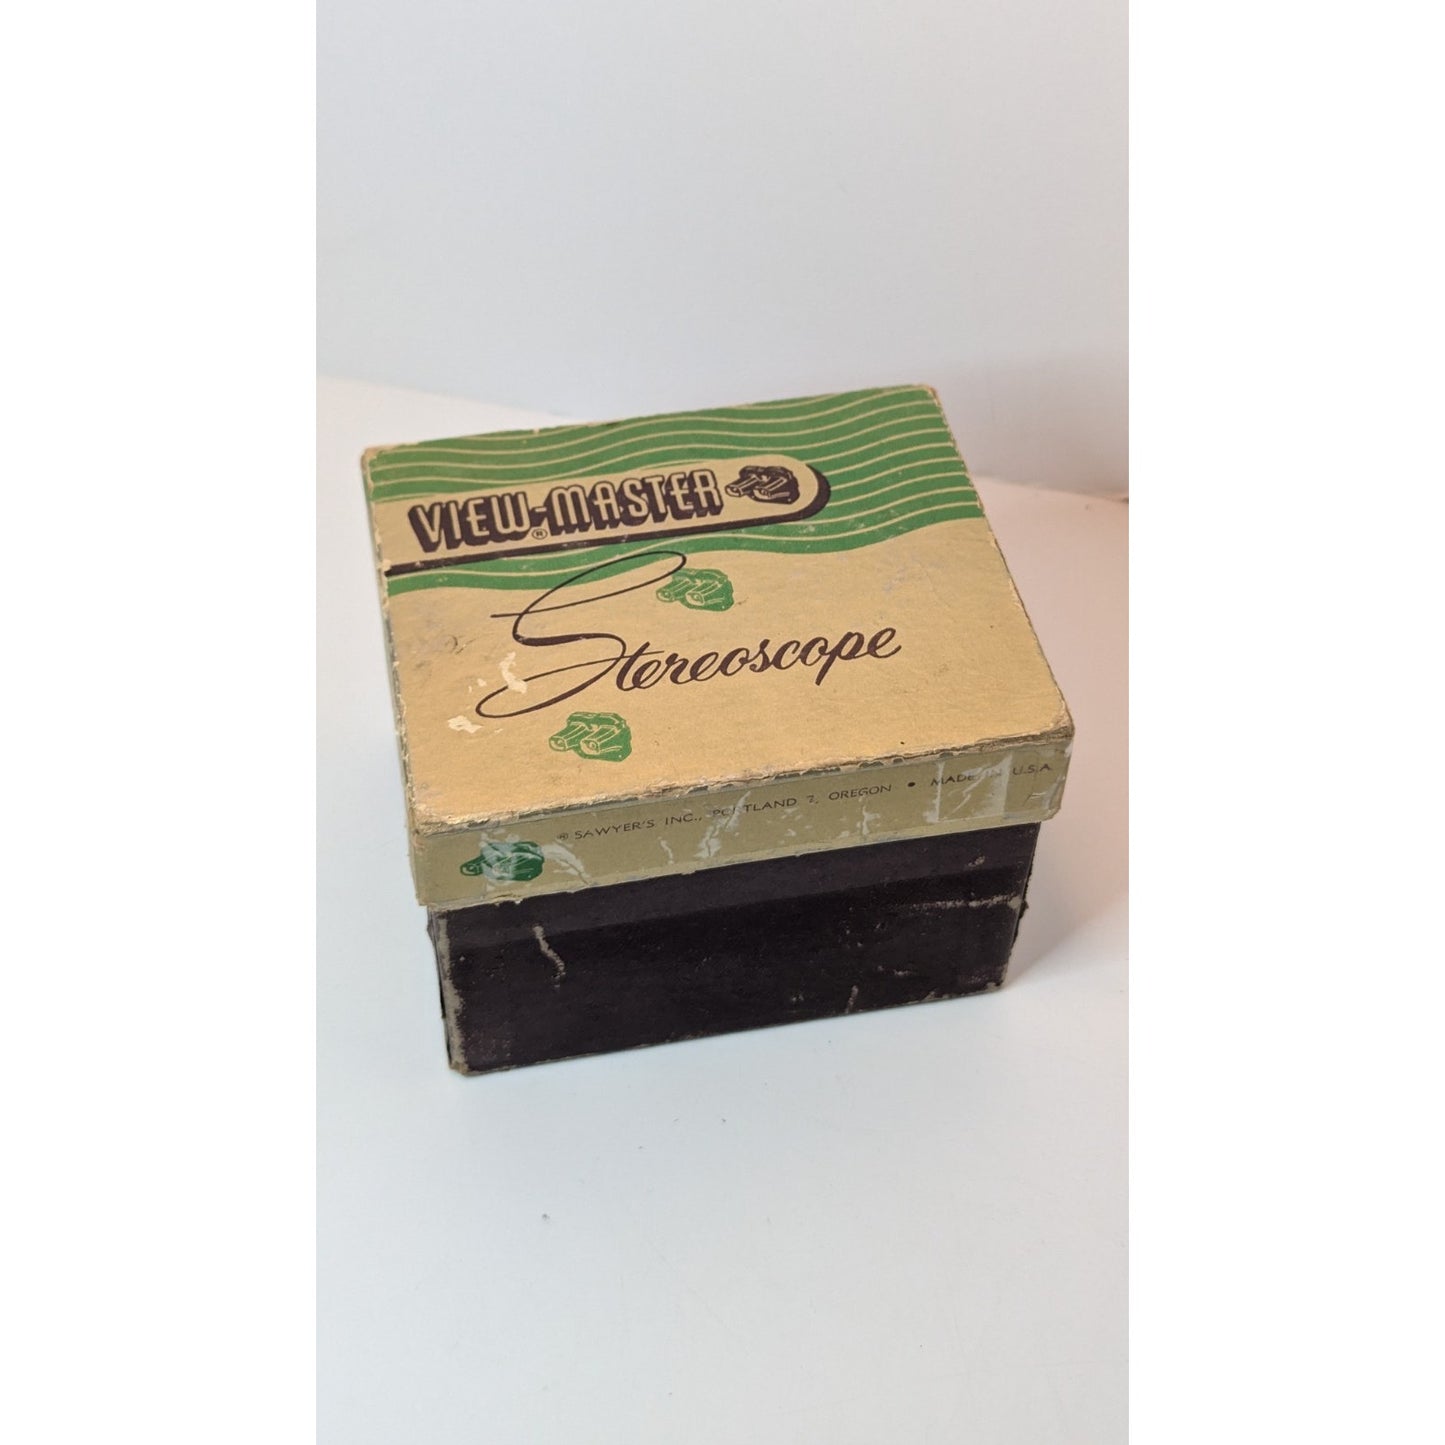 VIEW-MASTER
®
Stereoscope
® SAWYER'S INC., PORTLAND 7, OREGON • MADE IN U.S.A.